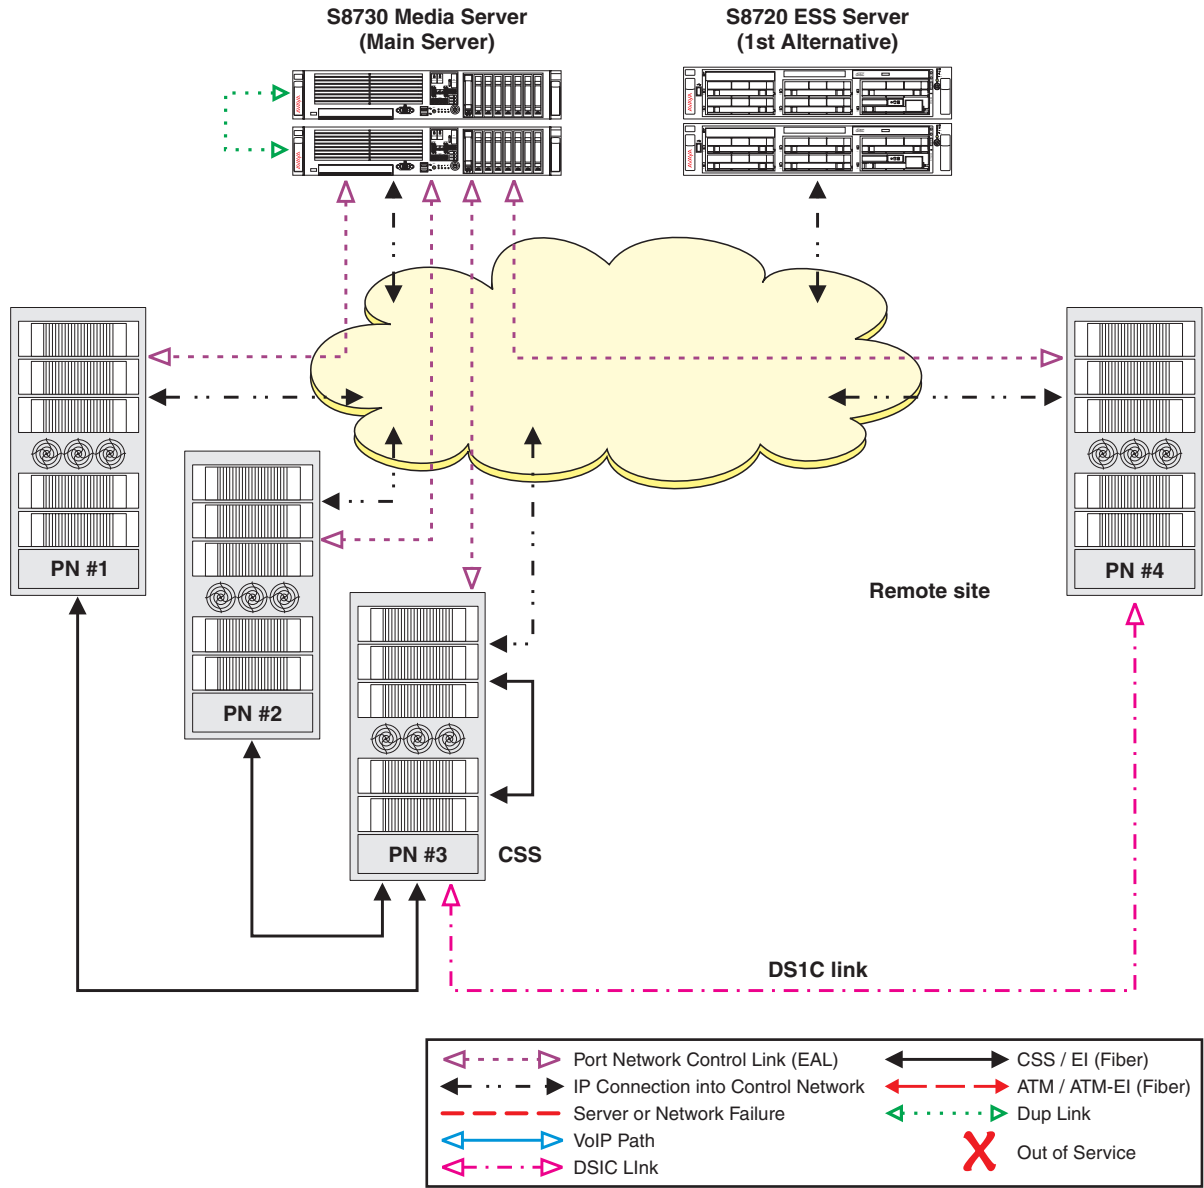 S8730 Media Server
(Main Server)
S8720 ESS Server
(1st Alternative)
PN #1
PN #2
PN #3
CSS
PN #4
Remote site
DS1C link
Port Network Control Link (EAL)
IP Connection into Control Network
Server or Network Failure
VoIP Path
DSIC LInk
CSS / EI (Fiber)
ATM / ATM-EI (Fiber)
Dup Link
Out of Service